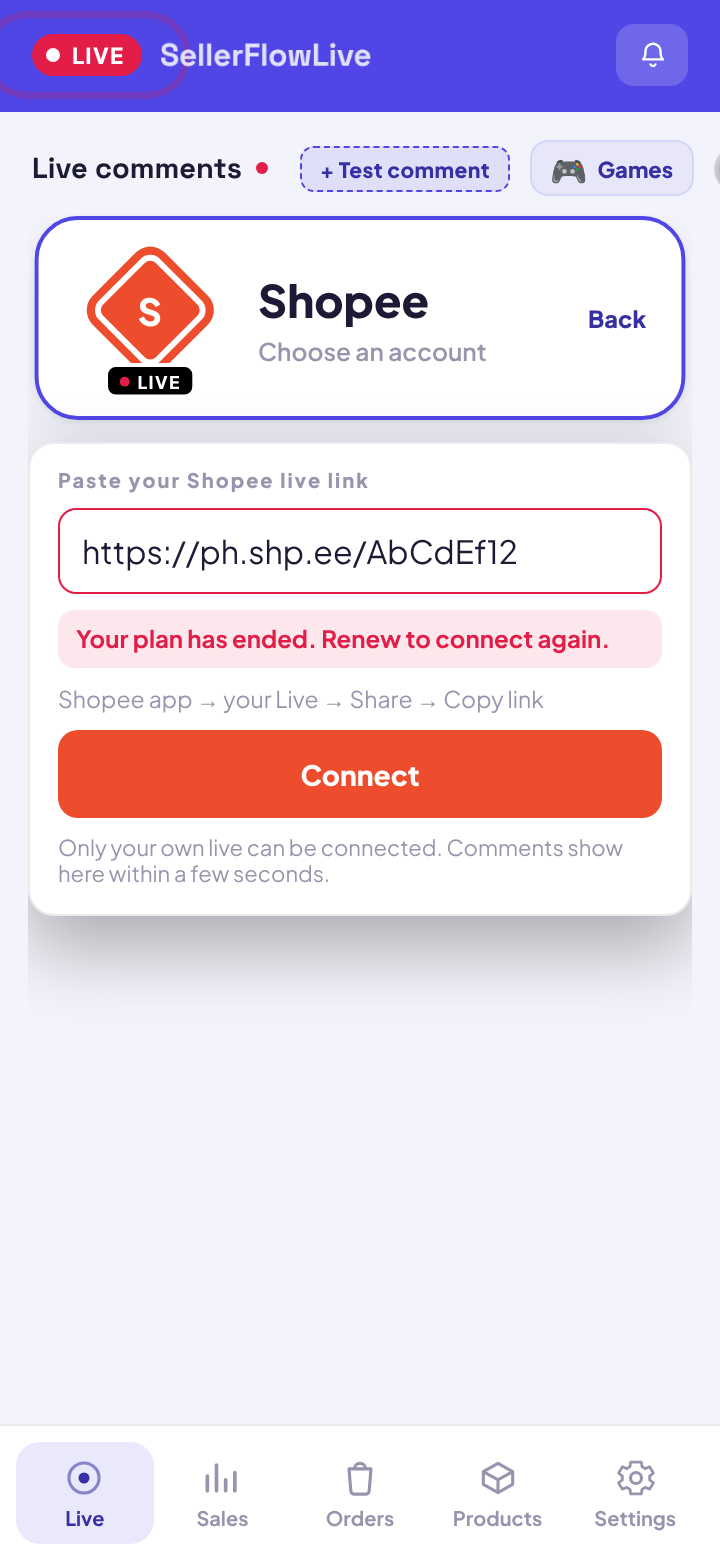 LIVE SellerFlowLive
Live comments + Test comment Games
S
LIVE
Shopee
Choose an account
Back
Paste your Shopee live link
https://ph.shp.ee/AbCdEf12
Your plan has ended. Renew to connect again.
Shopee app → your Live → Share → Copy link
Connect
Only your own live can be connected. Comments show
here within a few seconds.
Live Sales Orders Products Settings